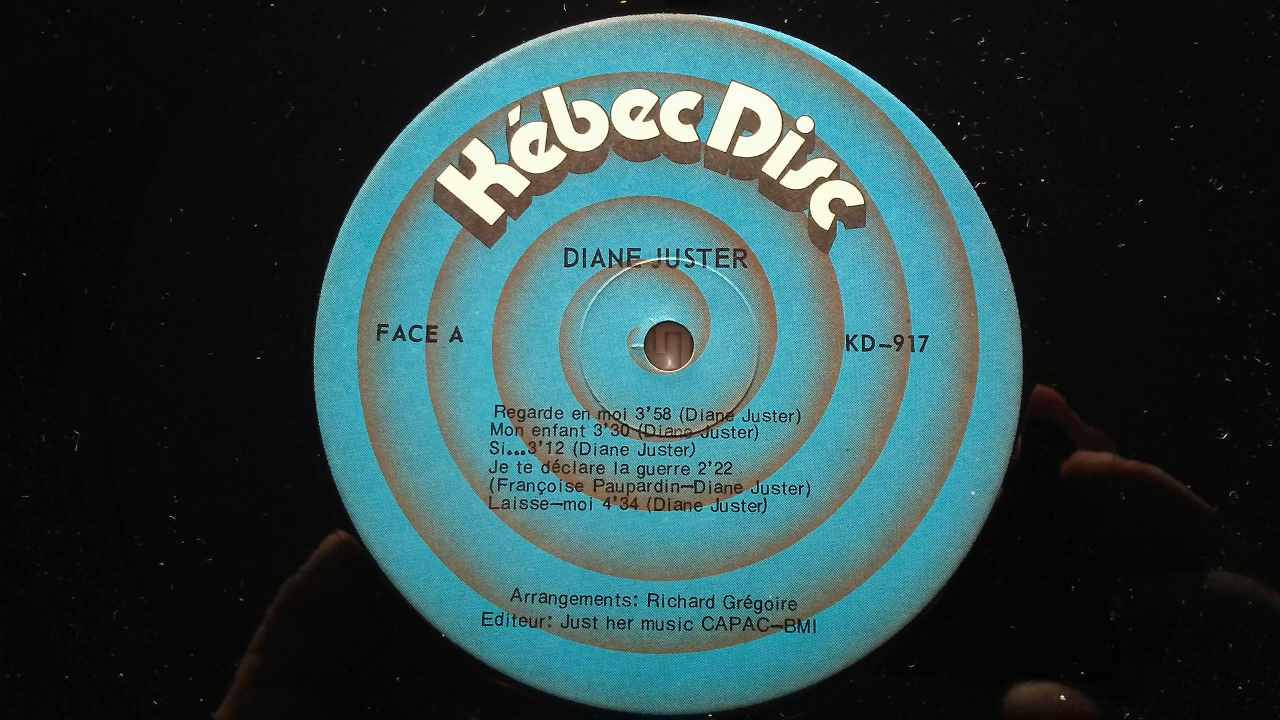 Kébec Disc
DIANE JUSTER
FACE A
KD-917
Regarde en moi 3'58 (Diane Juster)
Mon enfant 3'30 (Diane Juster)
Si...3'12 (Diane Juster)
Je te déclare la guerre 2'22
(Françoise Paupardin-Diane Juster)
Laisse-moi 4'34 (Diane Juster)
Arrangements: Richard Grégoire
Editeur: Just her music CAPAC-BMI